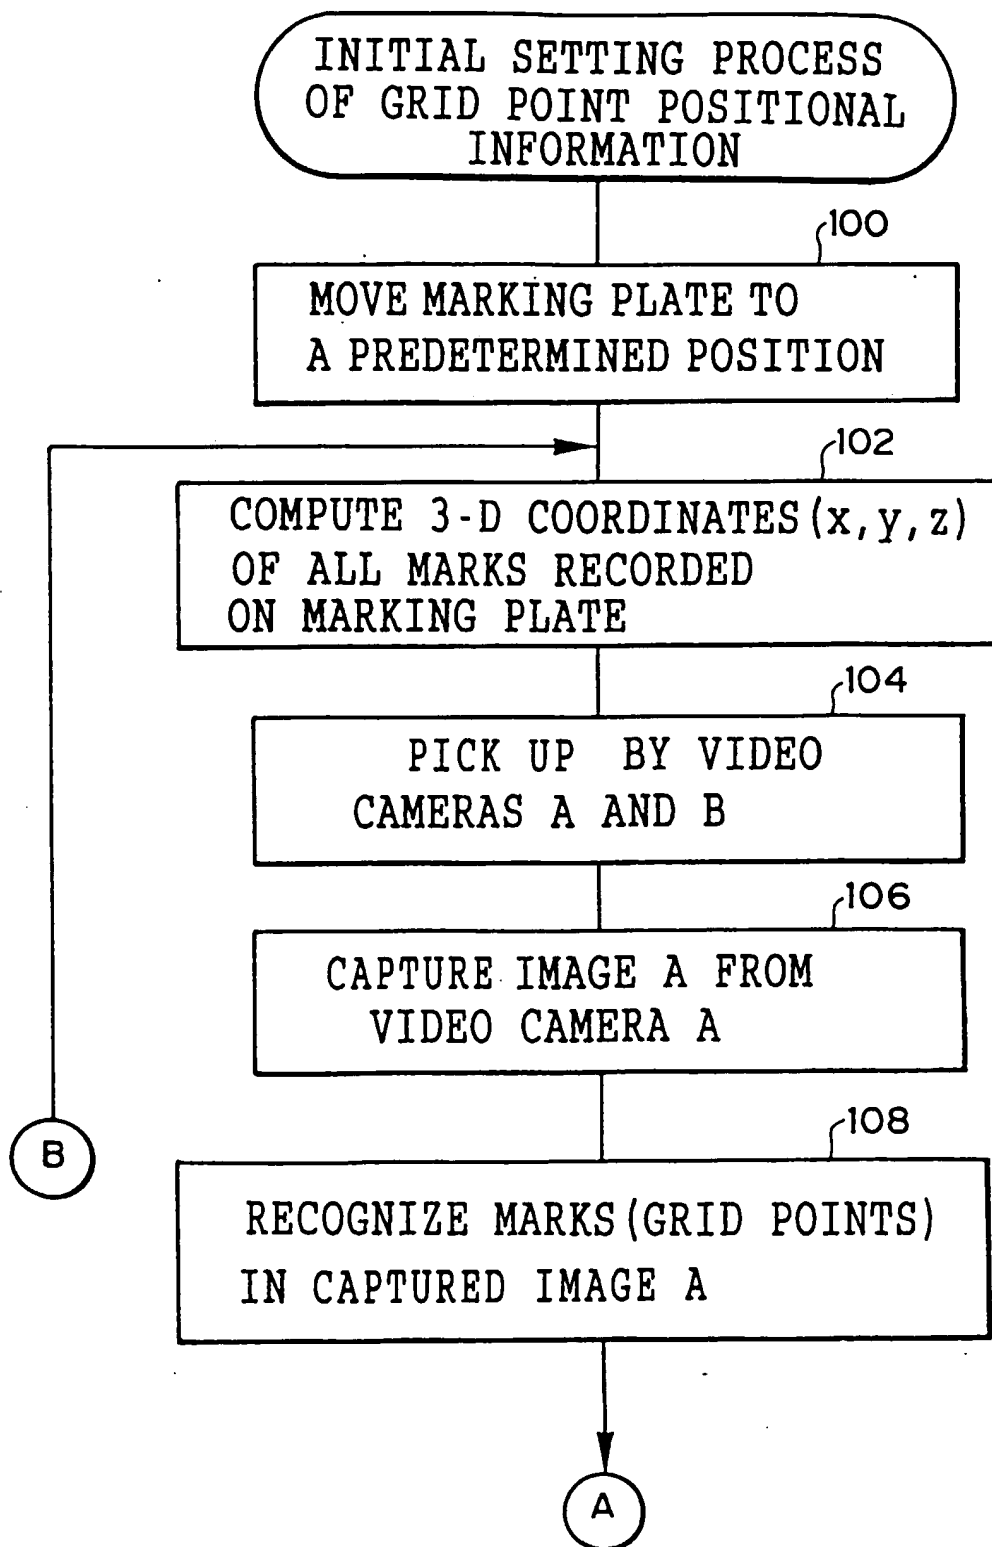 INITIAL SETTING PROCESS
OF GRID POINT POSITIONAL
INFORMATION
100
MOVE MARKING PLATE TO
A PREDETERMINED POSITION
102
COMPUTE 3-D COORDINATES (x, y, z)
OF ALL MARKS RECORDED
ON MARKING PLATE
104
PICK UP BY VIDEO
CAMERAS A AND B
106
CAPTURE IMAGE A FROM
VIDEO CAMERA A
B
108
RECOGNIZE MARKS (GRID POINTS)
IN CAPTURED IMAGE A
A